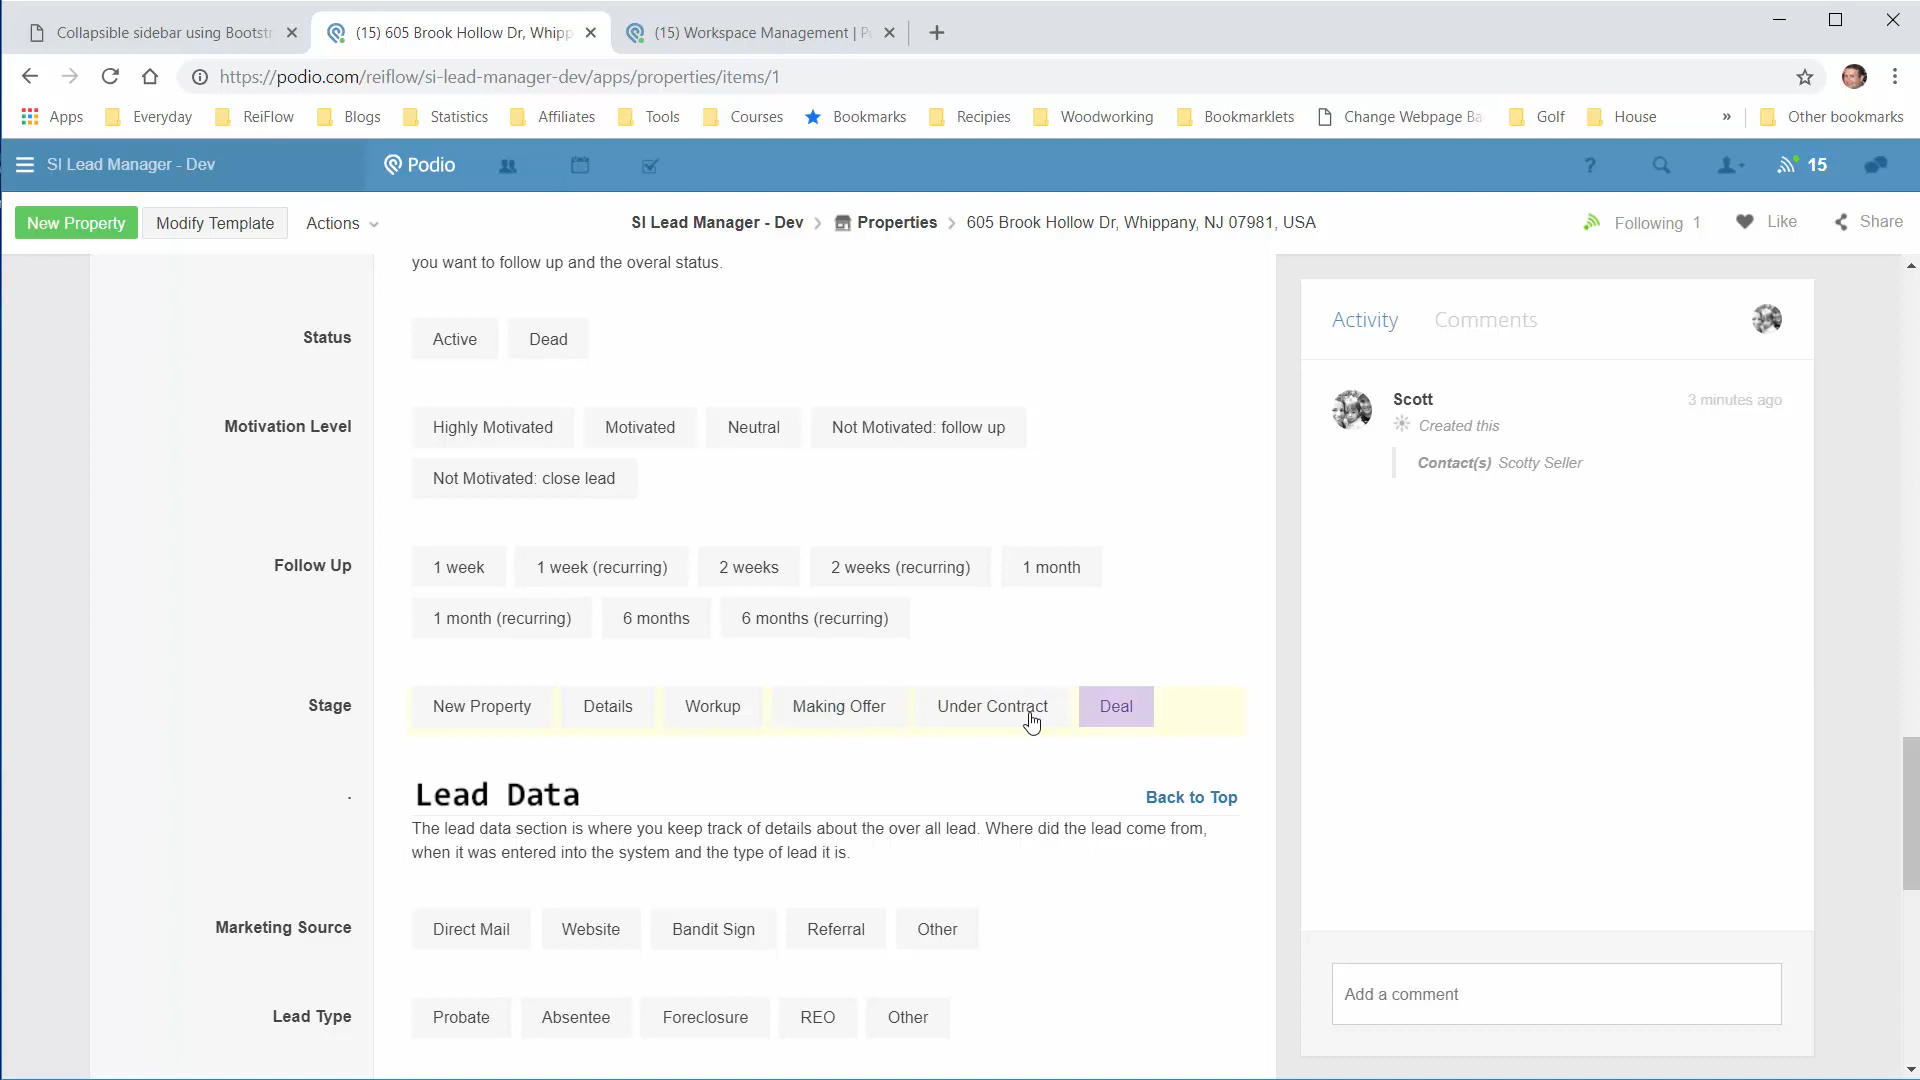 Collapsible sidebar using Bootstr
(15) 605 Brook Hollow Dr, Whipp
(15) Workspace Management | P
https://podio.com/reiflow/si-lead-manager-dev/apps/properties/items/1
Apps Everyday ReiFlow Blogs Statistics Affiliates Tools Courses Bookmarks Recipies Woodworking Bookmarklets Change Webpage Ba Golf House » Other bookmarks
SI Lead Manager - Dev Podio ? 15
New Property Modify Template Actions SI Lead Manager - Dev Properties 605 Brook Hollow Dr, Whippany, NJ 07981, USA Following 1 Like Share
you want to follow up and the overal status.
Status Active Dead
Motivation Level Highly Motivated Motivated Neutral Not Motivated: follow up
Not Motivated: close lead
Follow Up 1 week 1 week (recurring) 2 weeks 2 weeks (recurring) 1 month
1 month (recurring) 6 months 6 months (recurring)
Stage New Property Details Workup Making Offer Under Contract Deal
. Lead Data Back to Top
The lead data section is where you keep track of details about the over all lead. Where did the lead come from,
when it was entered into the system and the type of lead it is.
Marketing Source Direct Mail Website Bandit Sign Referral Other
Lead Type Probate Absentee Foreclosure REO Other
Activity Comments
Scott 3 minutes ago
Created this
Contact(s) Scotty Seller
Add a comment